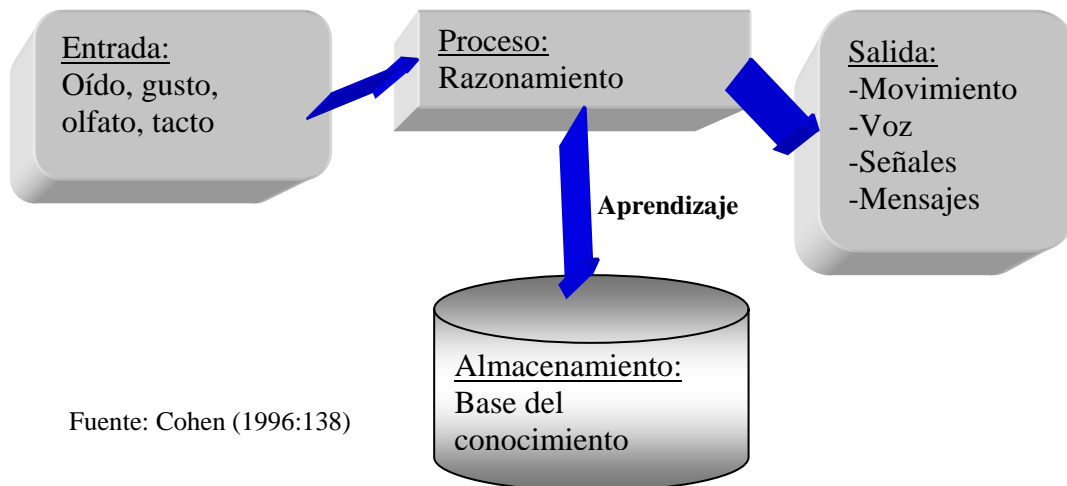 Entrada:
Oído, gusto,
olfato, tacto
Proceso:
Razonamiento
Salida:
-Movimiento
-Voz
-Señales
-Mensajes
Aprendizaje
Almacenamiento:
Base del
conocimiento
Fuente: Cohen (1996:138)